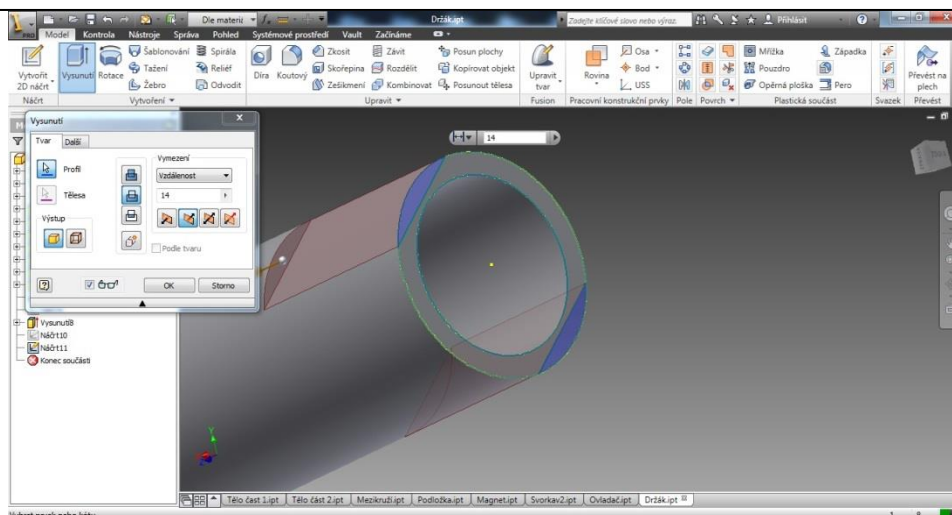 PRO
Dle materiá
Držák.ipt
Zadejte klíčové slovo nebo výraz.
Přihlásit
Model Kontrola Nástroje Správa Pohled Systémové prostředí Vault Začínáme
Vytvořit
2D náčrt
Vysunutí
Rotace
Šablonování
Tažení
Žebro
Spirála
Reliéf
Odvodit
Díra
Koutový
Zkosit
Skořepina
Zešikmení
Závit
Rozdělit
Kombinovat
Posun plochy
Kopírovat objekt
Posunout tělesa
Upravit
tvar
Rovina
Osa
Bod
USS
Mřížka
Pouzdro
Opěrná ploška
Západka
Pero
Převést na
plech
Náčrt Vytvoření Upravit Fusion Pracovní konstrukční prvky Pole Povrch Plastická součást Svazek Převést
Vysunutí X
Tvar Další
Profil
Tělesa
Výstup
Vymezení
Vzdálenost
14
Podle tvaru
OK Storno
14
Vysunutí8
Náčrt10
Náčrt11
Konec součásti
Y
Tělo část 1.ipt Tělo část 2.ipt Mezikruží.ipt Podložka.ipt Magnet.ipt Svorkav2.ipt Ovladač.ipt Držák.ipt
1 8